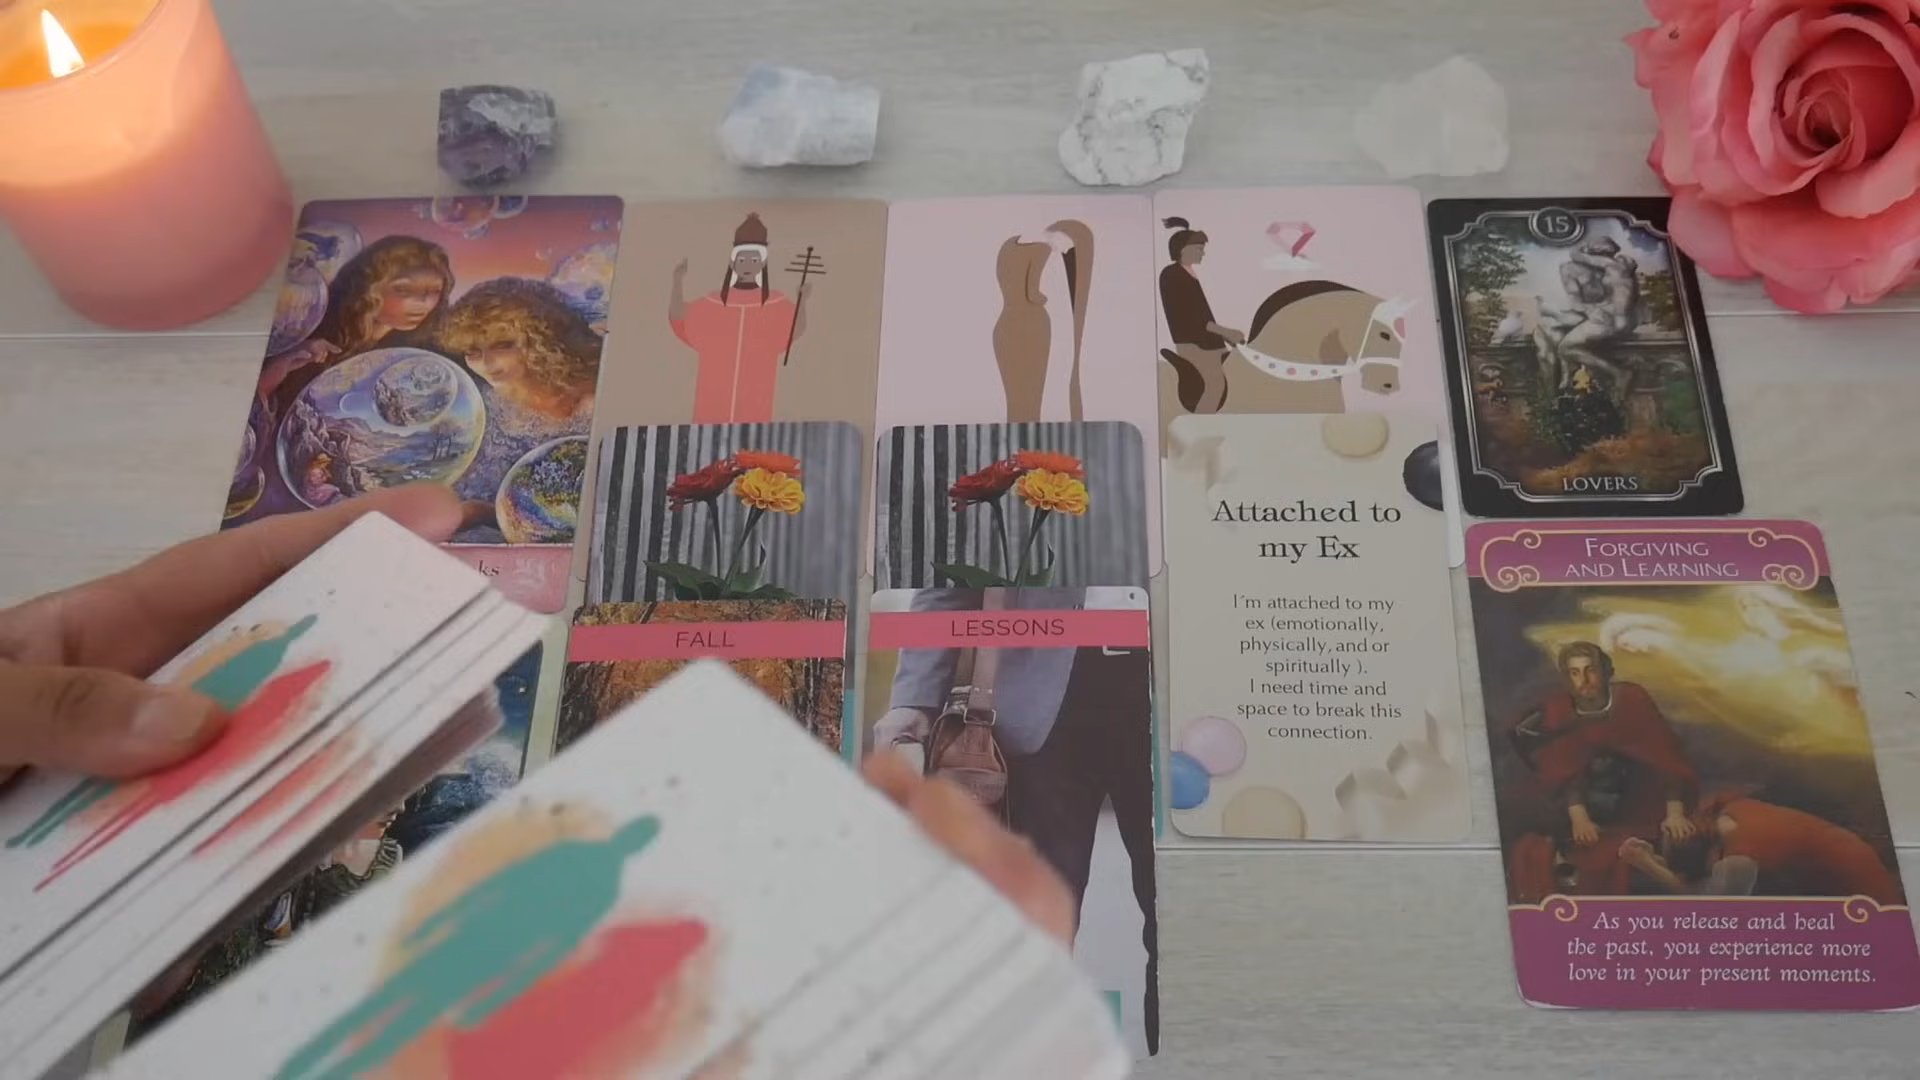 15
LOVERS
ks
FALL
LESSONS
Attached to
my Ex
I´m attached to my
ex (emotionally,
physically, and or
spiritually ).
I need time and
space to break this
connection.
FORGIVING
AND LEARNING
As you release and heal
the past, you experience more
love in your present moments.